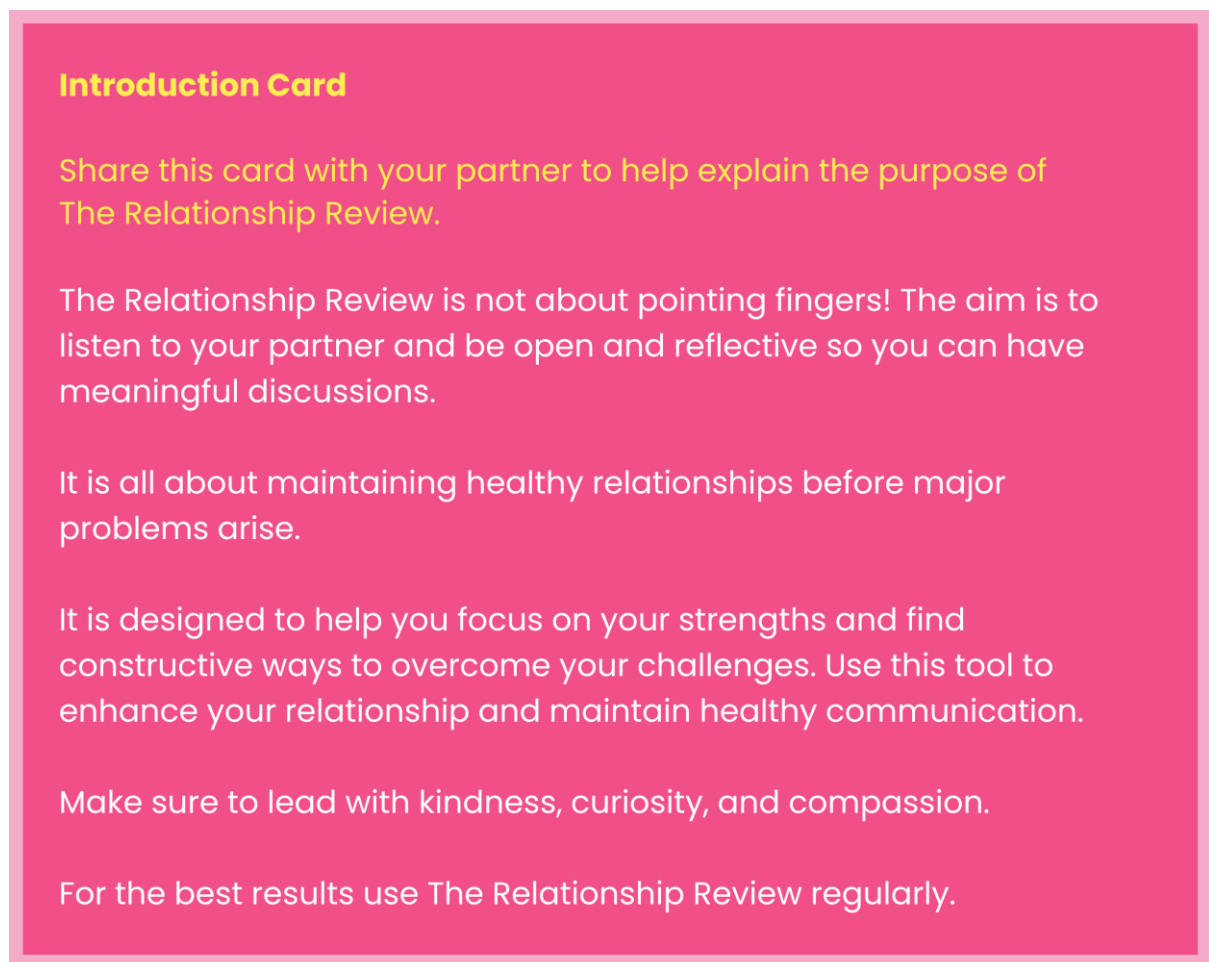 Introduction Card
Share this card with your partner to help explain the purpose of
The Relationship Review.
The Relationship Review is not about pointing fingers! The aim is to
listen to your partner and be open and reflective so you can have
meaningful discussions.
It is all about maintaining healthy relationships before major
problems arise.
It is designed to help you focus on your strengths and find
constructive ways to overcome your challenges. Use this tool to
enhance your relationship and maintain healthy communication.
Make sure to lead with kindness, curiosity, and compassion.
For the best results use The Relationship Review regularly.